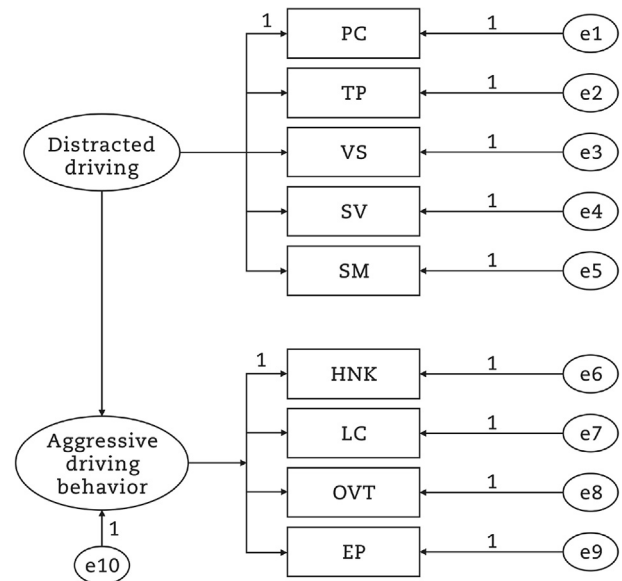 1 PC 1 e1
TP 1 e2
Distracted
driving
VS 1 e3
SV 1 e4
SM 1 e5
1 HNK 1 e6
Aggressive
driving
behavior
LC 1 e7
OVT 1 e8
1
EP 1 e9
e10